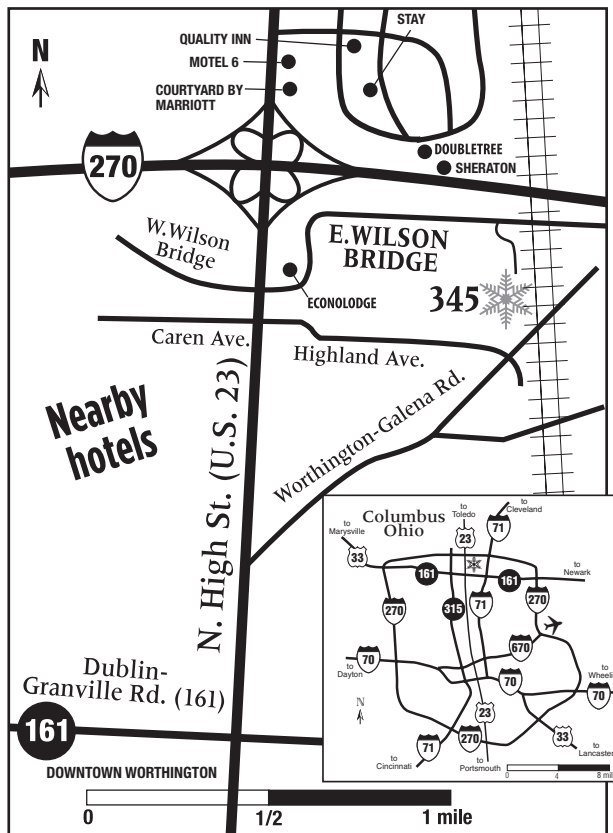 N
STAY
QUALITY INN
MOTEL 6
COURTYARD BY
MARRIOTT
DOUBLETREE
SHERATON
270
W.Wilson
Bridge
E.WILSON
BRIDGE
345
ECONOLODGE
Caren Ave.
Highland Ave.
Nearby
hotels
N. High St. (U.S. 23)
Worthington-Galena Rd.
Dublin-
Granville Rd. (161)
161
DOWNTOWN WORTHINGTON
0
1/2
1 mile
Columbus
Ohio
to
Marysville
33
to
Toledo
23
to
Cleveland
71
161
161
to
Newark
270
315
71
270
670
to
Dayton
70
70
to
Wheeli
70
N
23
71
270
33
to
Cincinnati
to
Portsmouth
to
Lancaster
0
4
8 mil